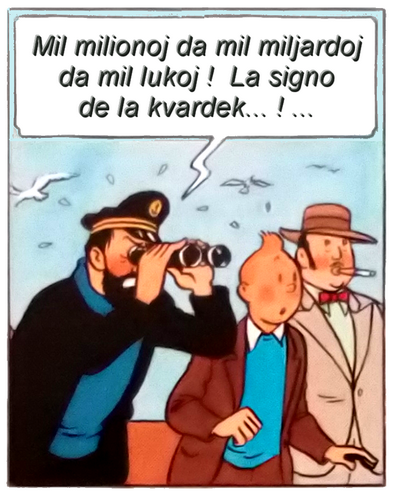 Mil milionoj da mil miljardoj
da mil lukoj ! La signo
de la kvardek... ! ...